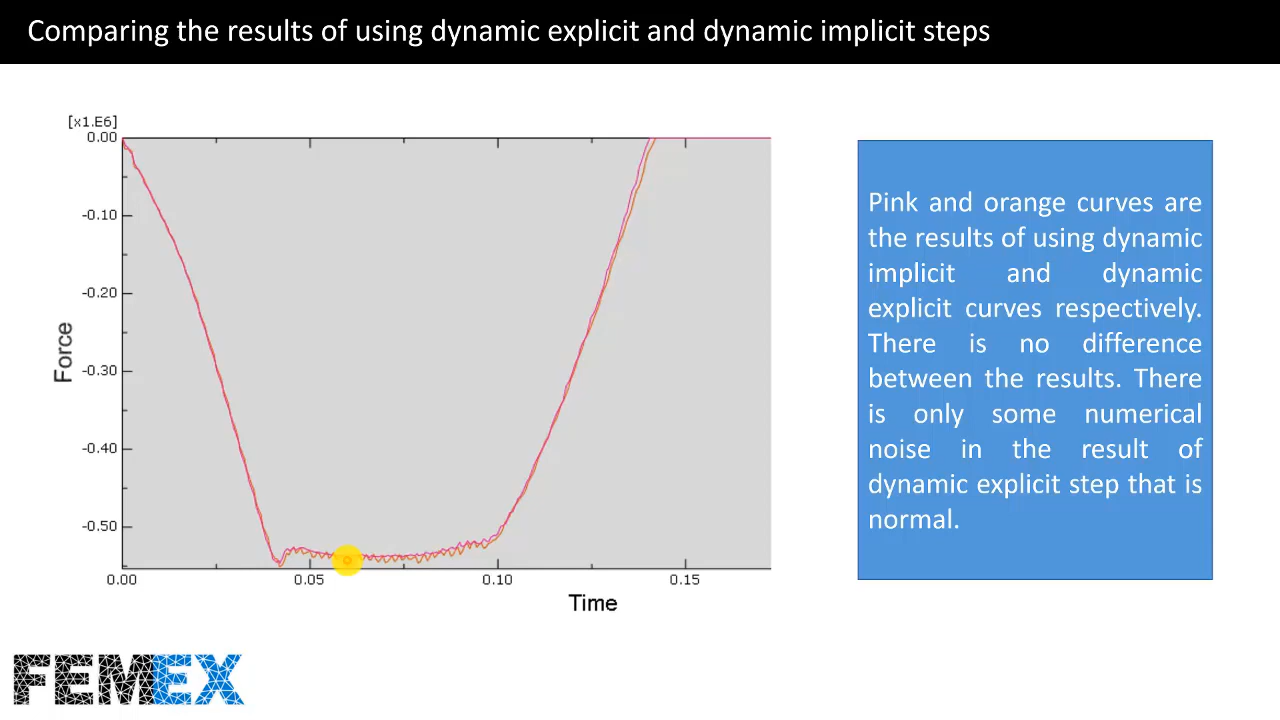 Comparing the results of using dynamic explicit and dynamic implicit steps
[x1.E6]
0.00
-0.10
-0.20
-0.30
-0.40
-0.50
Force
0.00 0.05 0.10 0.15
Time
Pink and orange curves are
the results of using dynamic
implicit and dynamic
explicit curves respectively.
There is no difference
between the results. There
is only some numerical
noise in the result of
dynamic explicit step that is
normal.
FEMEX